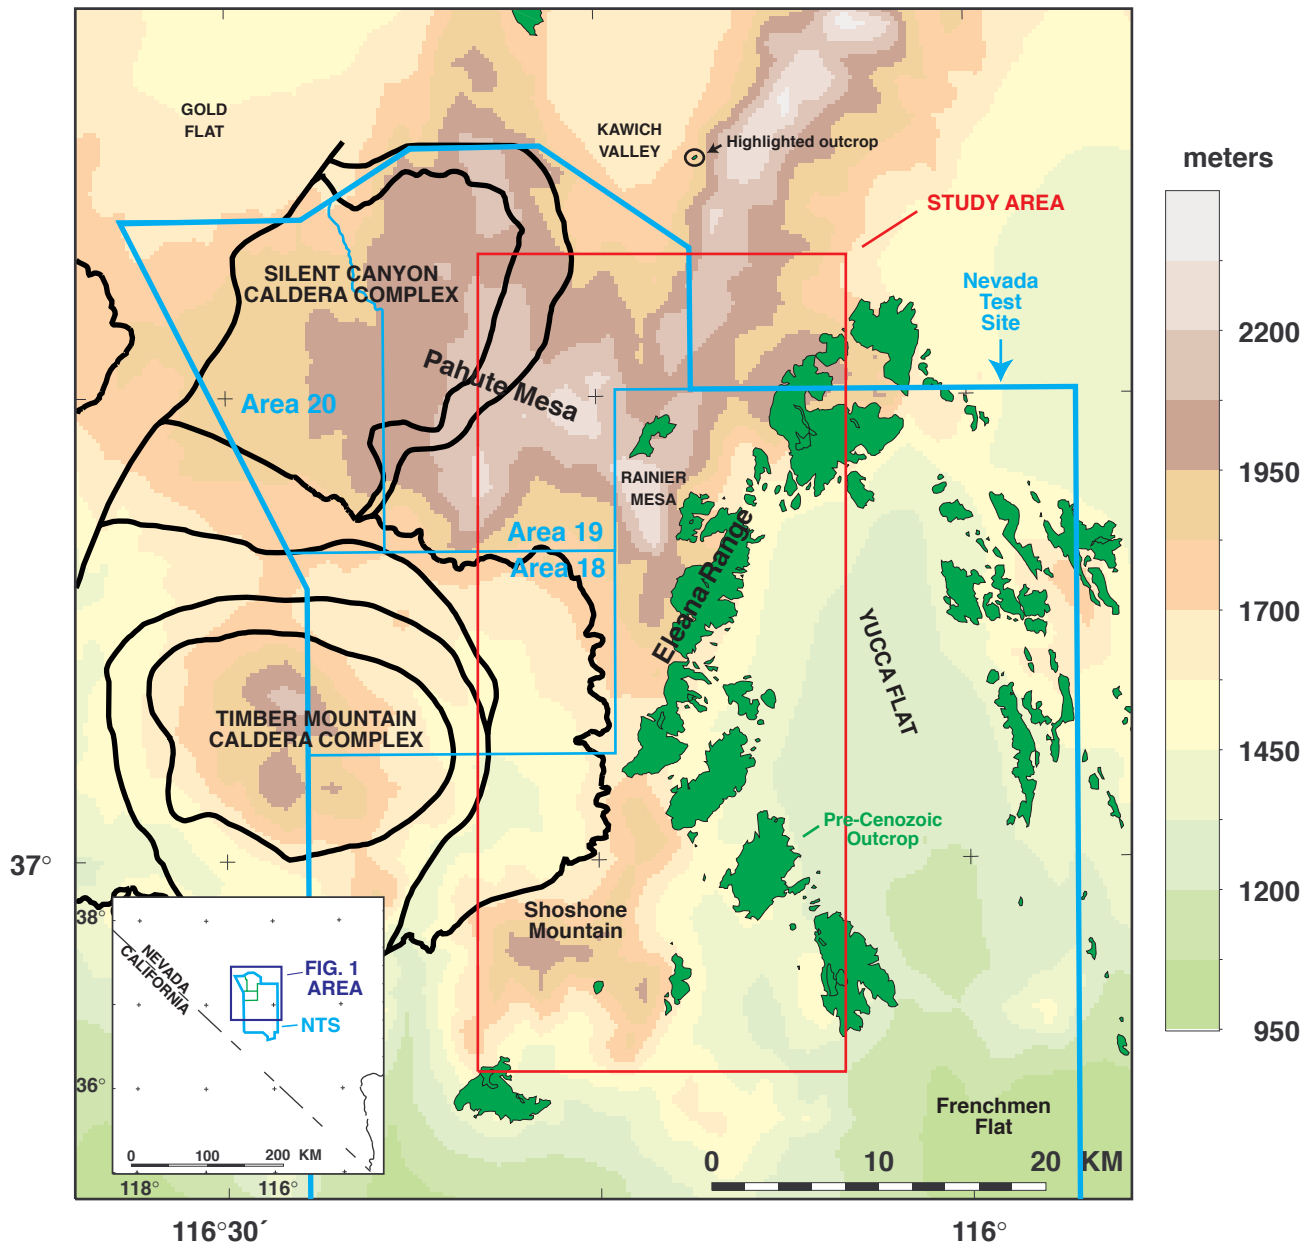 GOLD
FLAT
KAWICH
VALLEY
Highlighted outcrop
meters
STUDY AREA
SILENT CANYON
CALDERA COMPLEX
Nevada
Test
Site
2200
Pahute Mesa
Area 20
1950
RAINIER
MESA
Area 19
Area 18
Eleana Range
1700
YUCCA FLAT
TIMBER MOUNTAIN
CALDERA COMPLEX
1450
Pre-Cenozoic
Outcrop
37°
1200
Shoshone
Mountain
38°
NEVADA
CALIFORNIA
FIG. 1
AREA
NTS
950
36°
Frenchmen
Flat
0 100 200 KM
0 10 20 KM
118° 116°
116°30´ 116°